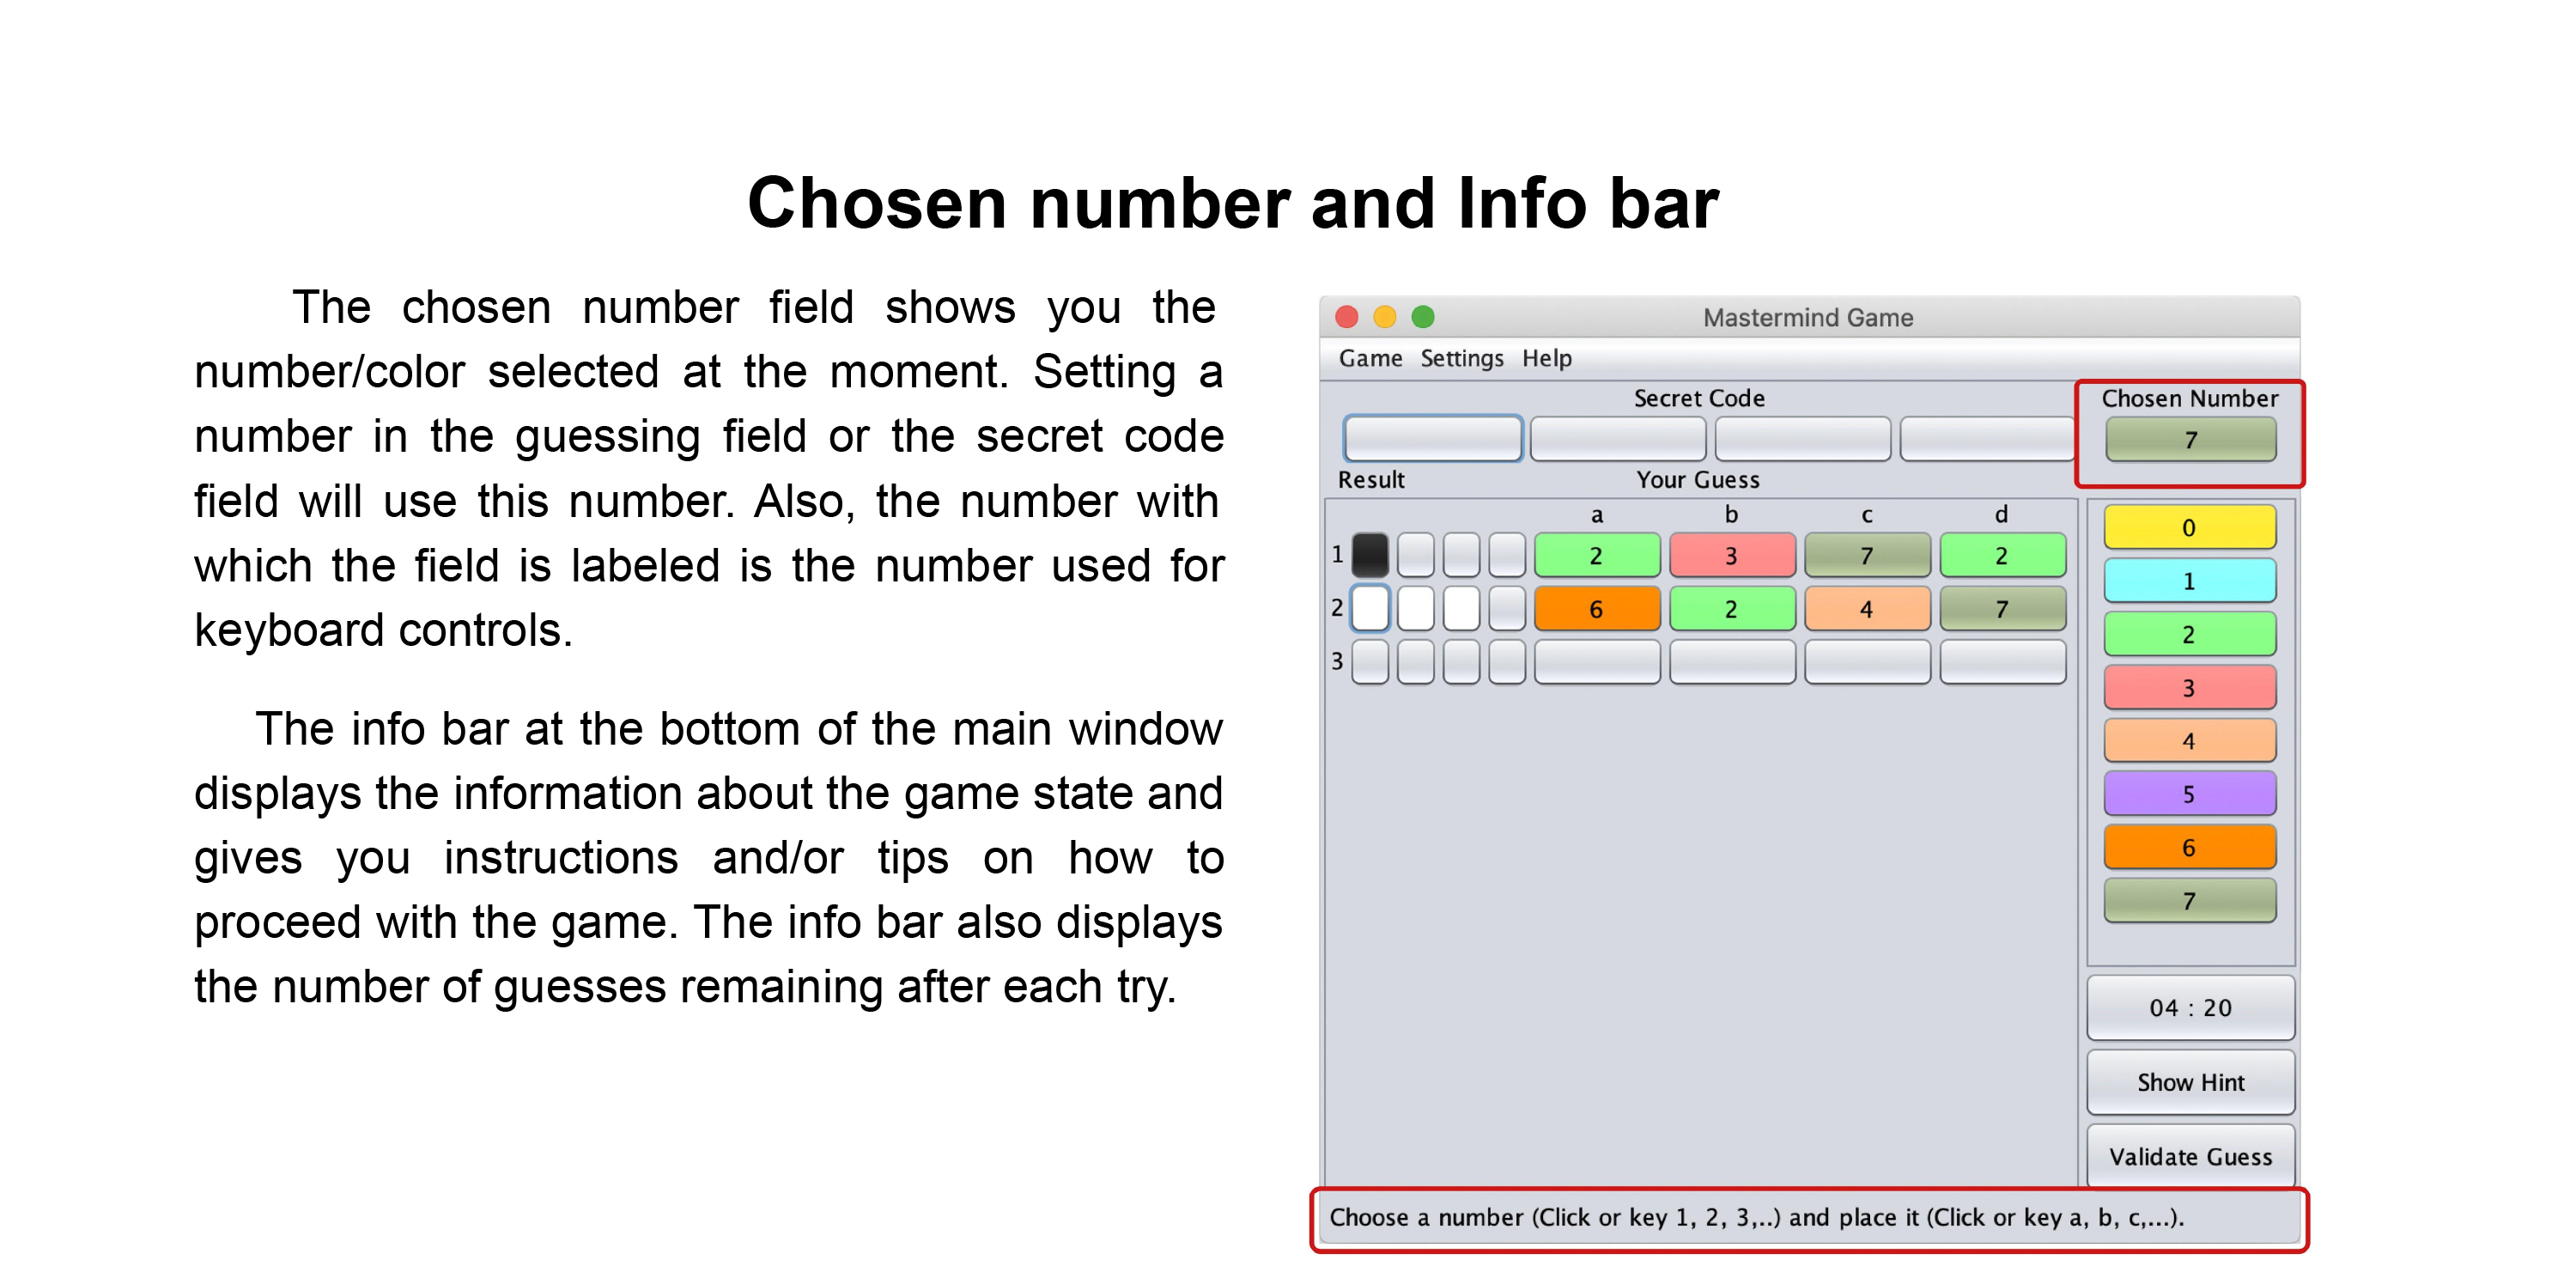 Chosen number and Info bar
The chosen number field shows you the
number/color selected at the moment. Setting a
number in the guessing field or the secret code
field will use this number. Also, the number with
which the field is labeled is the number used for
keyboard controls.
The info bar at the bottom of the main window
displays the information about the game state and
gives you instructions and/or tips on how to
proceed with the game. The info bar also displays
the number of guesses remaining after each try.
Mastermind Game
Game Settings Help
Secret Code
Chosen Number
7
Result Your Guess
a b c d
1 2 3 7 2
2 6 2 4 7
3
0
1
2
3
4
5
6
7
04 : 20
Show Hint
Validate Guess
Choose a number (Click or key 1, 2, 3,..) and place it (Click or key a, b, c,...).